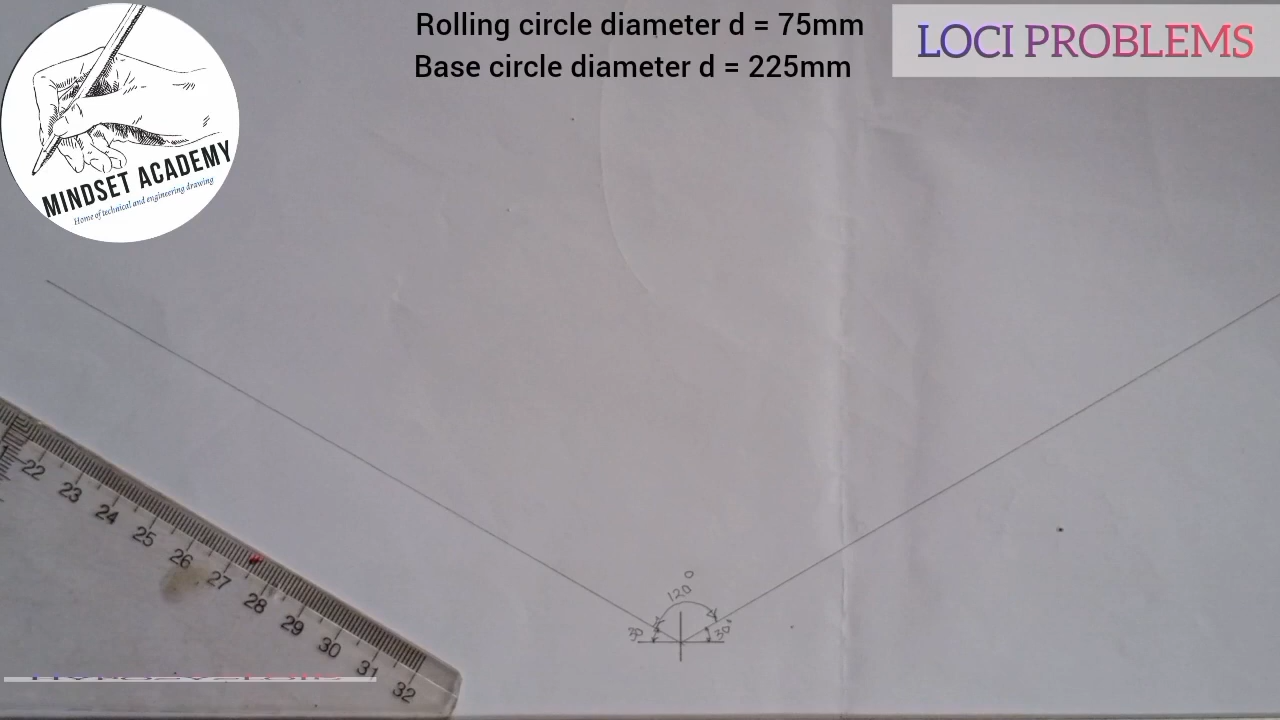 Rolling circle diameter d = 75mm
Base circle diameter d = 225mm
LOCI PROBLEMS
MINDSET ACADEMY
Home of technical and engineering drawing
120°
30
30°
22
23
24
25
26
27
28
29
30
31
32